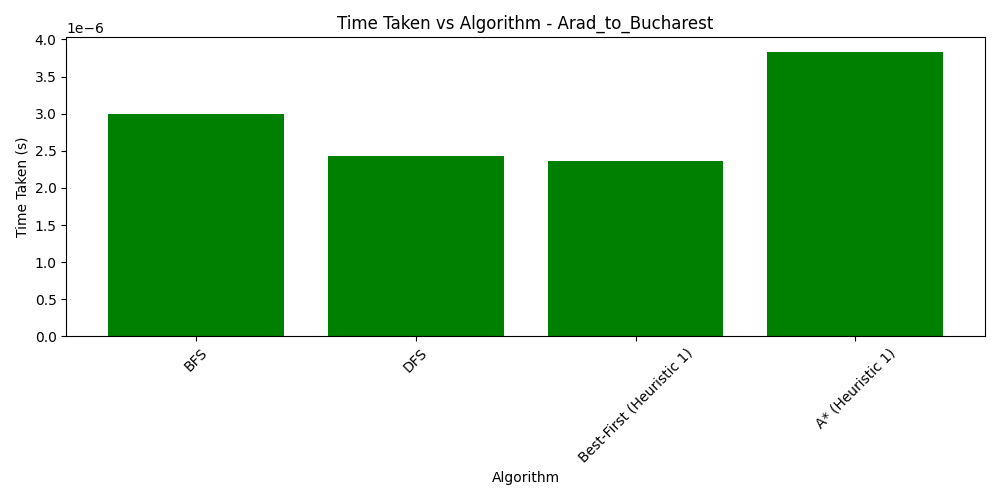 Time Taken vs Algorithm - Arad_to_Bucharest
1e−6
4.0
3.5
3.0
2.5
2.0
1.5
1.0
0.5
0.0
Time Taken (s)
BFS
DFS
Best-First (Heuristic 1)
A* (Heuristic 1)
Algorithm